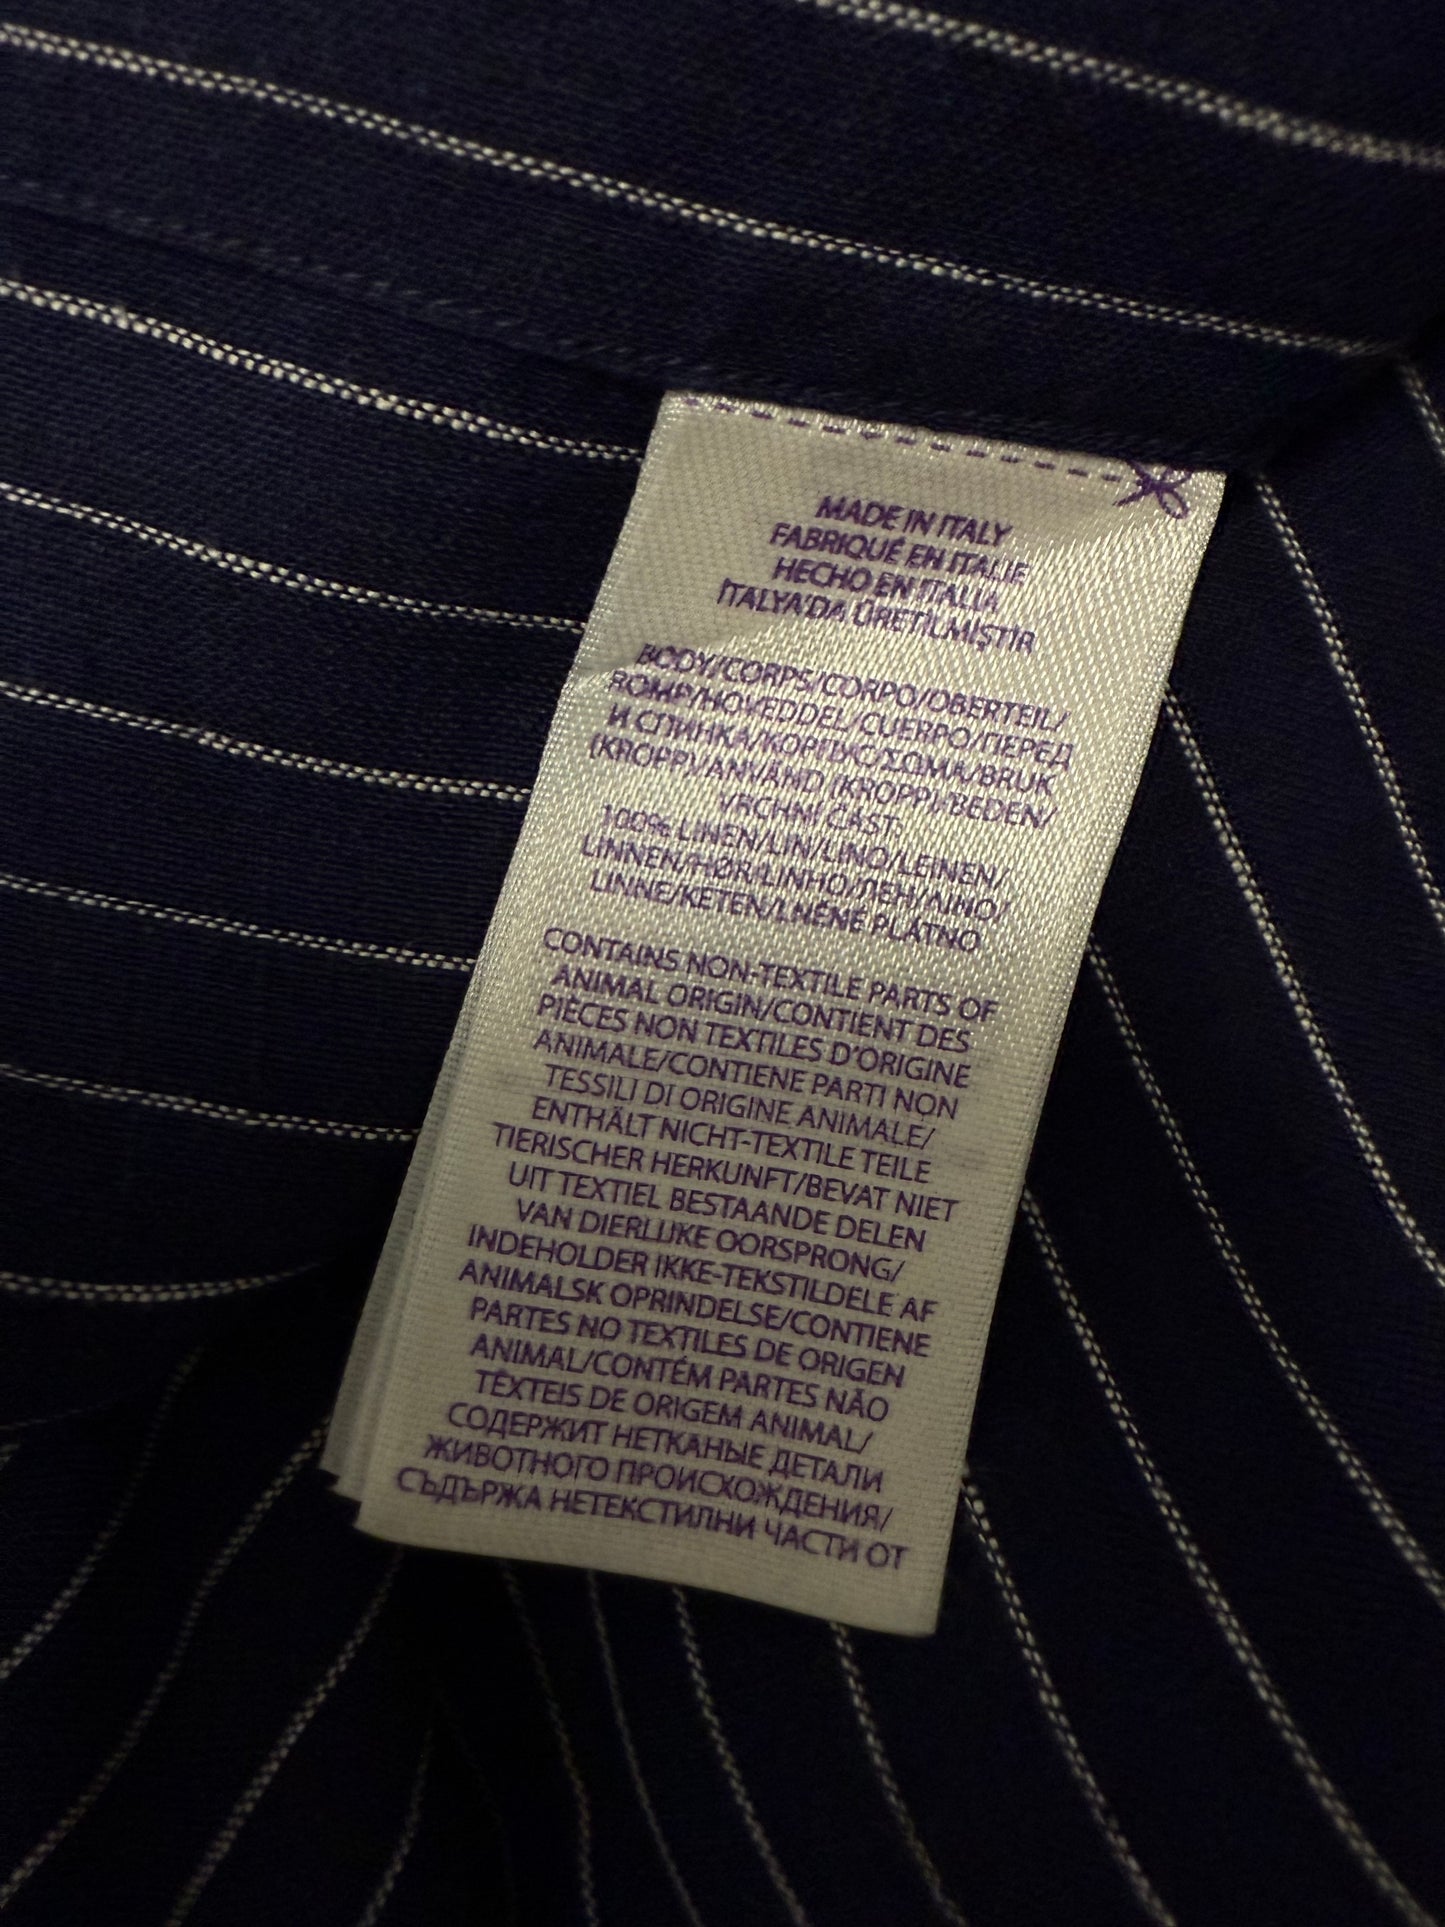 MADE IN ITALY
FABRIQUÉ EN ITALIE
HECHO EN ITALIA
İTALYA'DA ÜRETİLMİŞTİR
BODY/CORPS/CORPO/OBERTEIL/
ROMP/HOVEDDEL/CUERPO/ПЕРЕД
И СПИНКА/КОРПУС/ΣΩΜΑ/BRUK
(KROPP)/ANVÄND (KROPP)/BEDEN/
VRCHNÍ ČÁST:
100% LINEN/LIN/LINO/LEINEN/
LINNEN/HØR/LINHO/ЛЕН/ΛΙΝΟ/
LINNE/KETEN/LNĚNÉ PLÁTNO
CONTAINS NON-TEXTILE PARTS OF
ANIMAL ORIGIN/CONTIENT DES
PIÈCES NON TEXTILES D'ORIGINE
ANIMALE/CONTIENE PARTI NON
TESSILI DI ORIGINE ANIMALE/
ENTHÄLT NICHT-TEXTILE TEILE
TIERISCHER HERKUNFT/BEVAT NIET
UIT TEXTIEL BESTAANDE DELEN
VAN DIERLIJKE OORSPRONG/
INDEHOLDER IKKE-TEKSTILDELE AF
ANIMALSK OPRINDELSE/CONTIENE
PARTES NO TEXTILES DE ORIGEN
ANIMAL/CONTÉM PARTES NÃO
TÊXTEIS DE ORIGEM ANIMAL/
СОДЕРЖИТ НЕТКАНЫЕ ДЕТАЛИ
ЖИВОТНОГО ПРОИСХОЖДЕНИЯ/
СЪДЪРЖА НЕТЕКСТИЛНИ ЧАСТИ ОТ